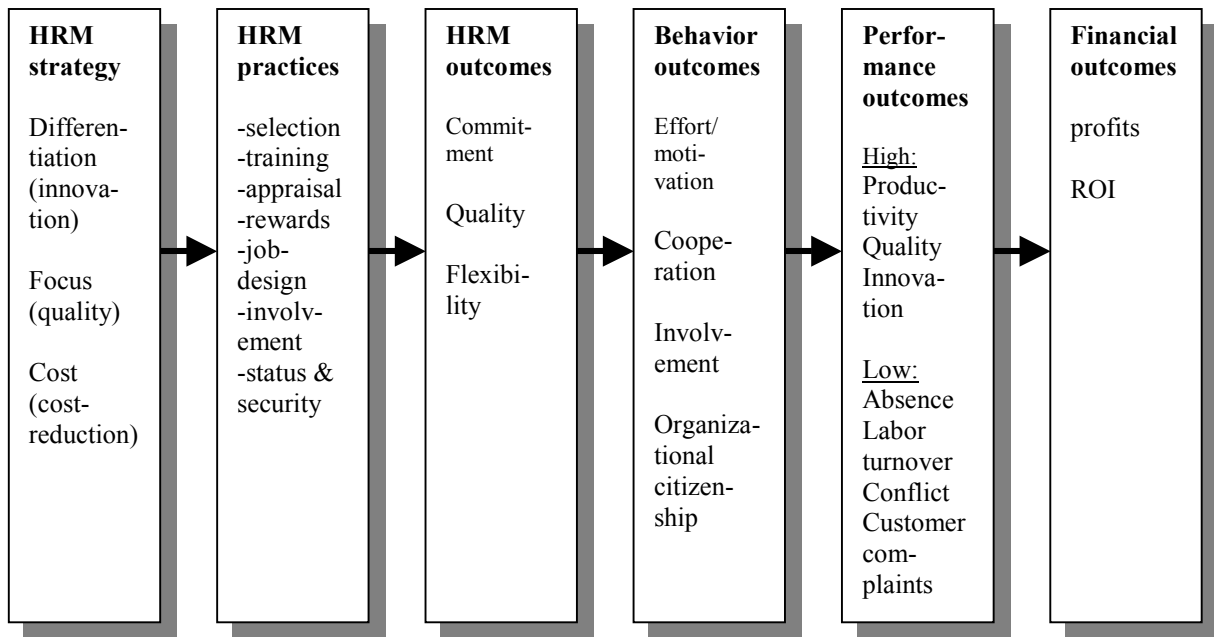 HRM
strategy
Differen-
tiation
(innova-
tion)
Focus
(quality)
Cost
(cost-
reduction)
HRM
practices
-selection
-training
-appraisal
-rewards
-job-
design
-involv-
ement
-status &
security
HRM
outcomes
Commit-
ment
Quality
Flexibi-
lity
Behavior
outcomes
Effort/
moti-
vation
Coope-
ration
Involv-
ement
Organiza-
tional
citizen-
ship
Perfor-
mance
outcomes
High:
Produc-
tivity
Quality
Innova-
tion
Low:
Absence
Labor
turnover
Conflict
Customer
com-
plaints
Financial
outcomes
profits
ROI